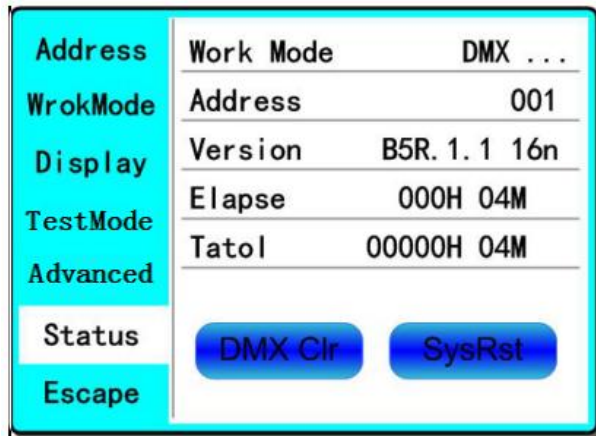 Address
WrokMode
Display
TestMode
Advanced
Status
Escape
Work Mode DMX ...
Address 001
Version B5R.1.1 16n
Elapse 000H 04M
Tatol 00000H 04M
DMX Clr SysRst